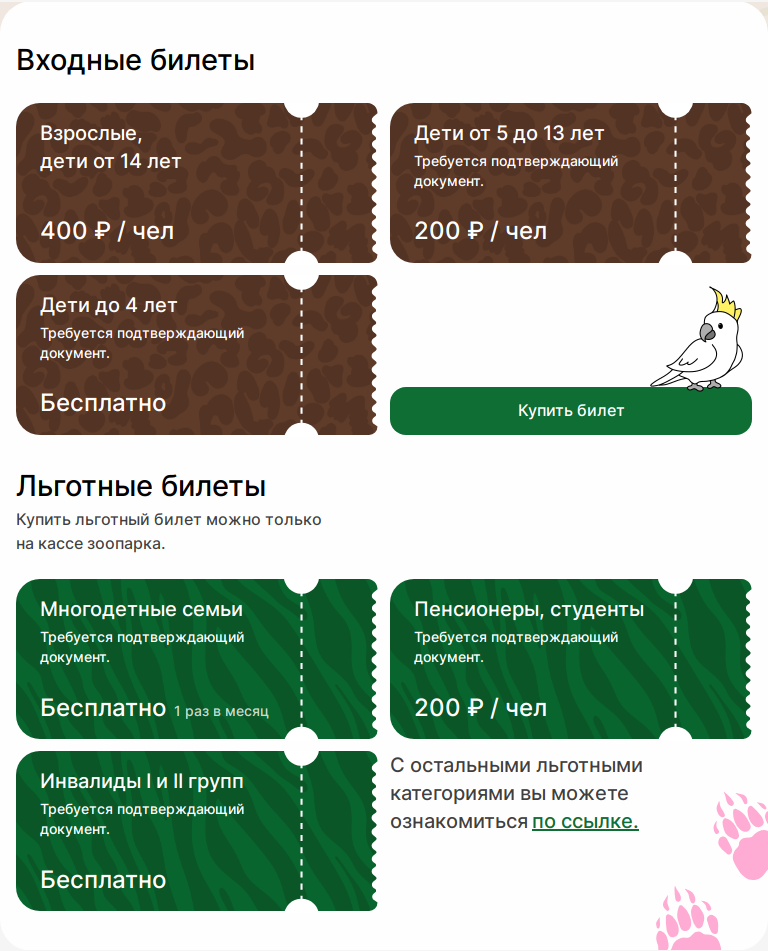 Входные билеты
Взрослые,
дети от 14 лет
400 ₽ / чел
Дети от 5 до 13 лет
Требуется подтверждающий
документ.
200 ₽ / чел
Дети до 4 лет
Требуется подтверждающий
документ.
Бесплатно
Купить билет
Льготные билеты
Купить льготный билет можно только
на кассе зоопарка.
Многодетные семьи
Требуется подтверждающий
документ.
Бесплатно 1 раз в месяц
Пенсионеры, студенты
Требуется подтверждающий
документ.
200 ₽ / чел
Инвалиды I и II групп
Требуется подтверждающий
документ.
Бесплатно
С остальными льготными
категориями вы можете
ознакомиться по ссылке.